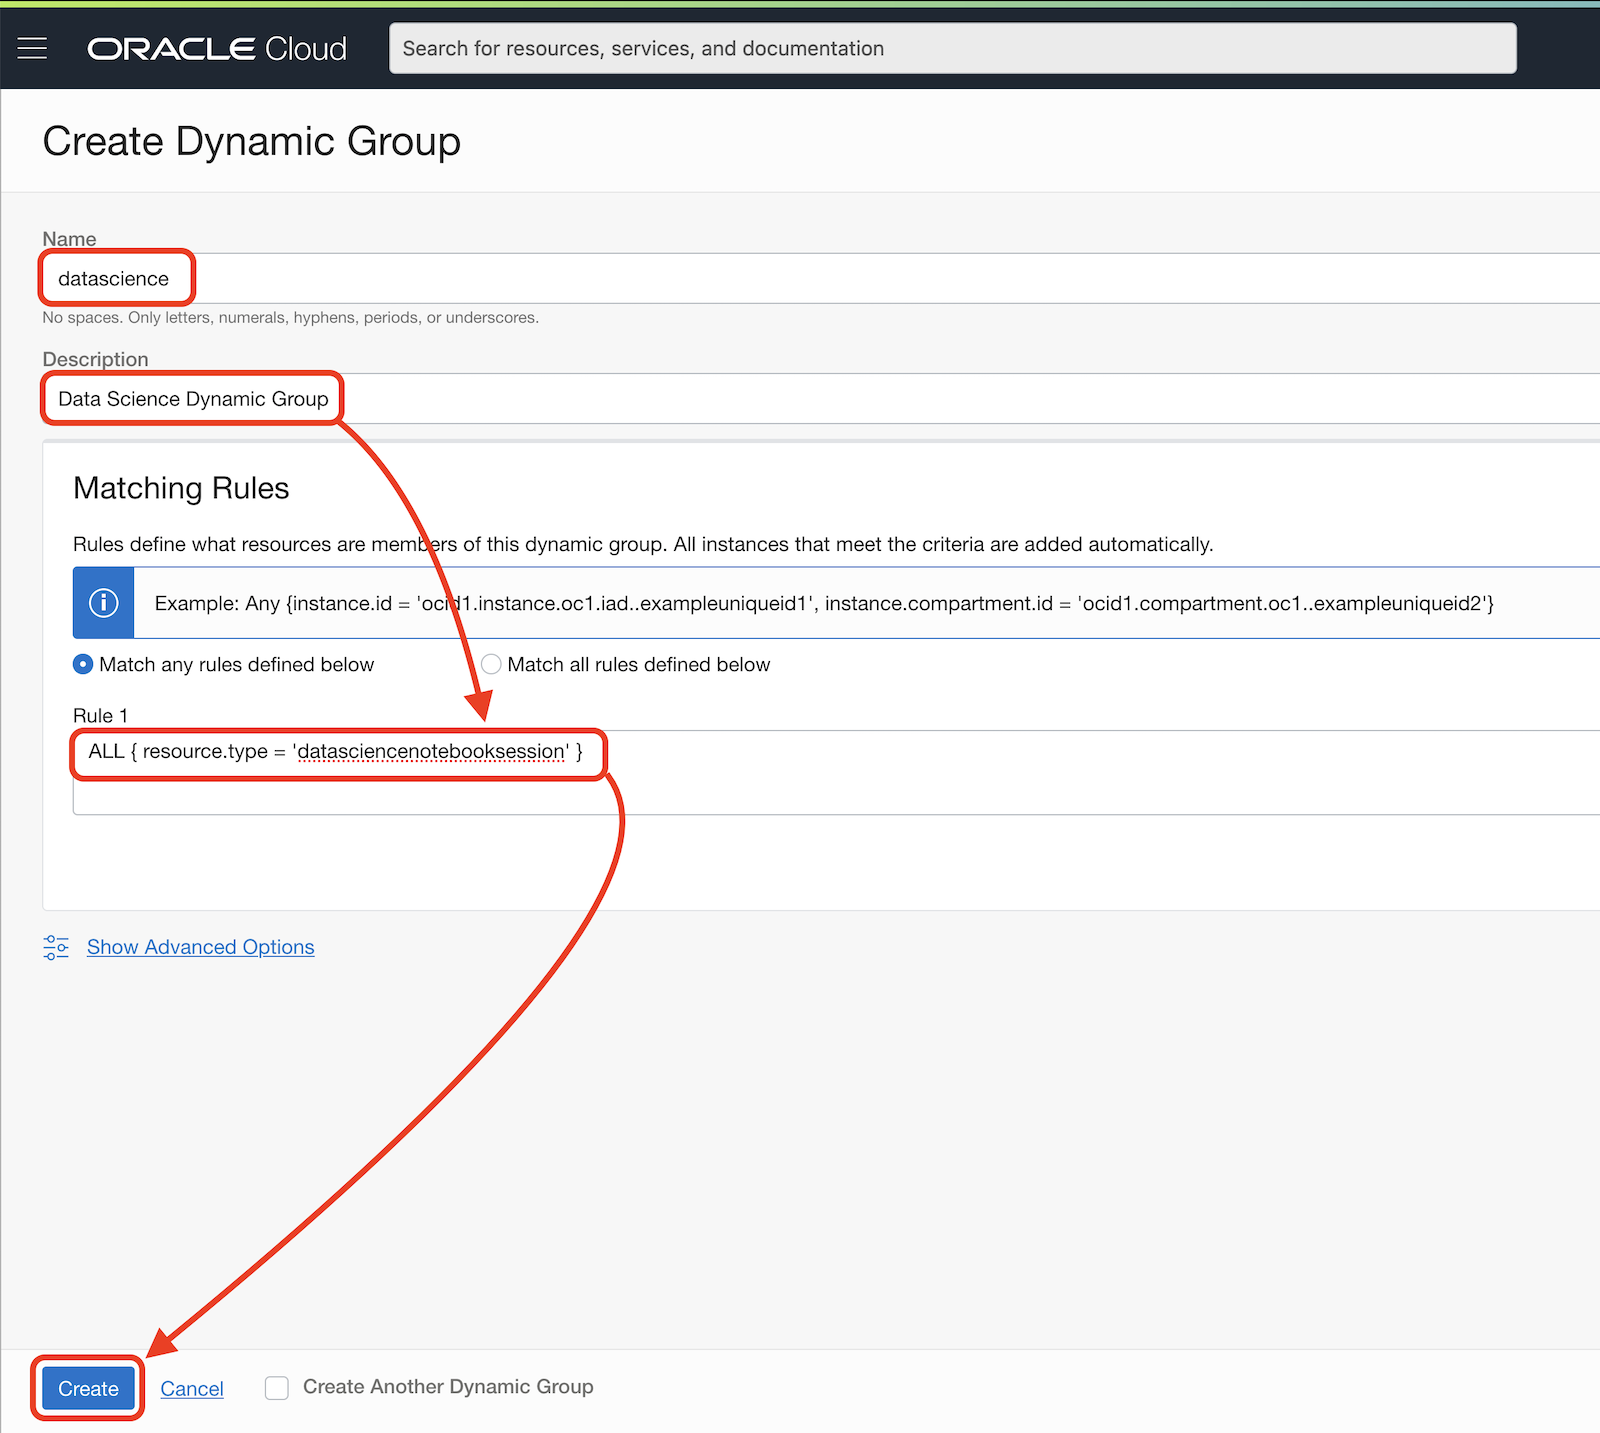 ORACLE Cloud
Search for resources, services, and documentation
Create Dynamic Group
Name
datascience
No spaces. Only letters, numerals, hyphens, periods, or underscores.
Description
Data Science Dynamic Group
Matching Rules
Rules define what resources are members of this dynamic group. All instances that meet the criteria are added automatically.
Example: Any {instance.id = 'ocid1.instance.oc1.iad..exampleuniqueid1', instance.compartment.id = 'ocid1.compartment.oc1..exampleuniqueid2'}
Match any rules defined below Match all rules defined below
Rule 1
ALL { resource.type = 'datasciencenotebooksession' }
Show Advanced Options
Create Cancel Create Another Dynamic Group